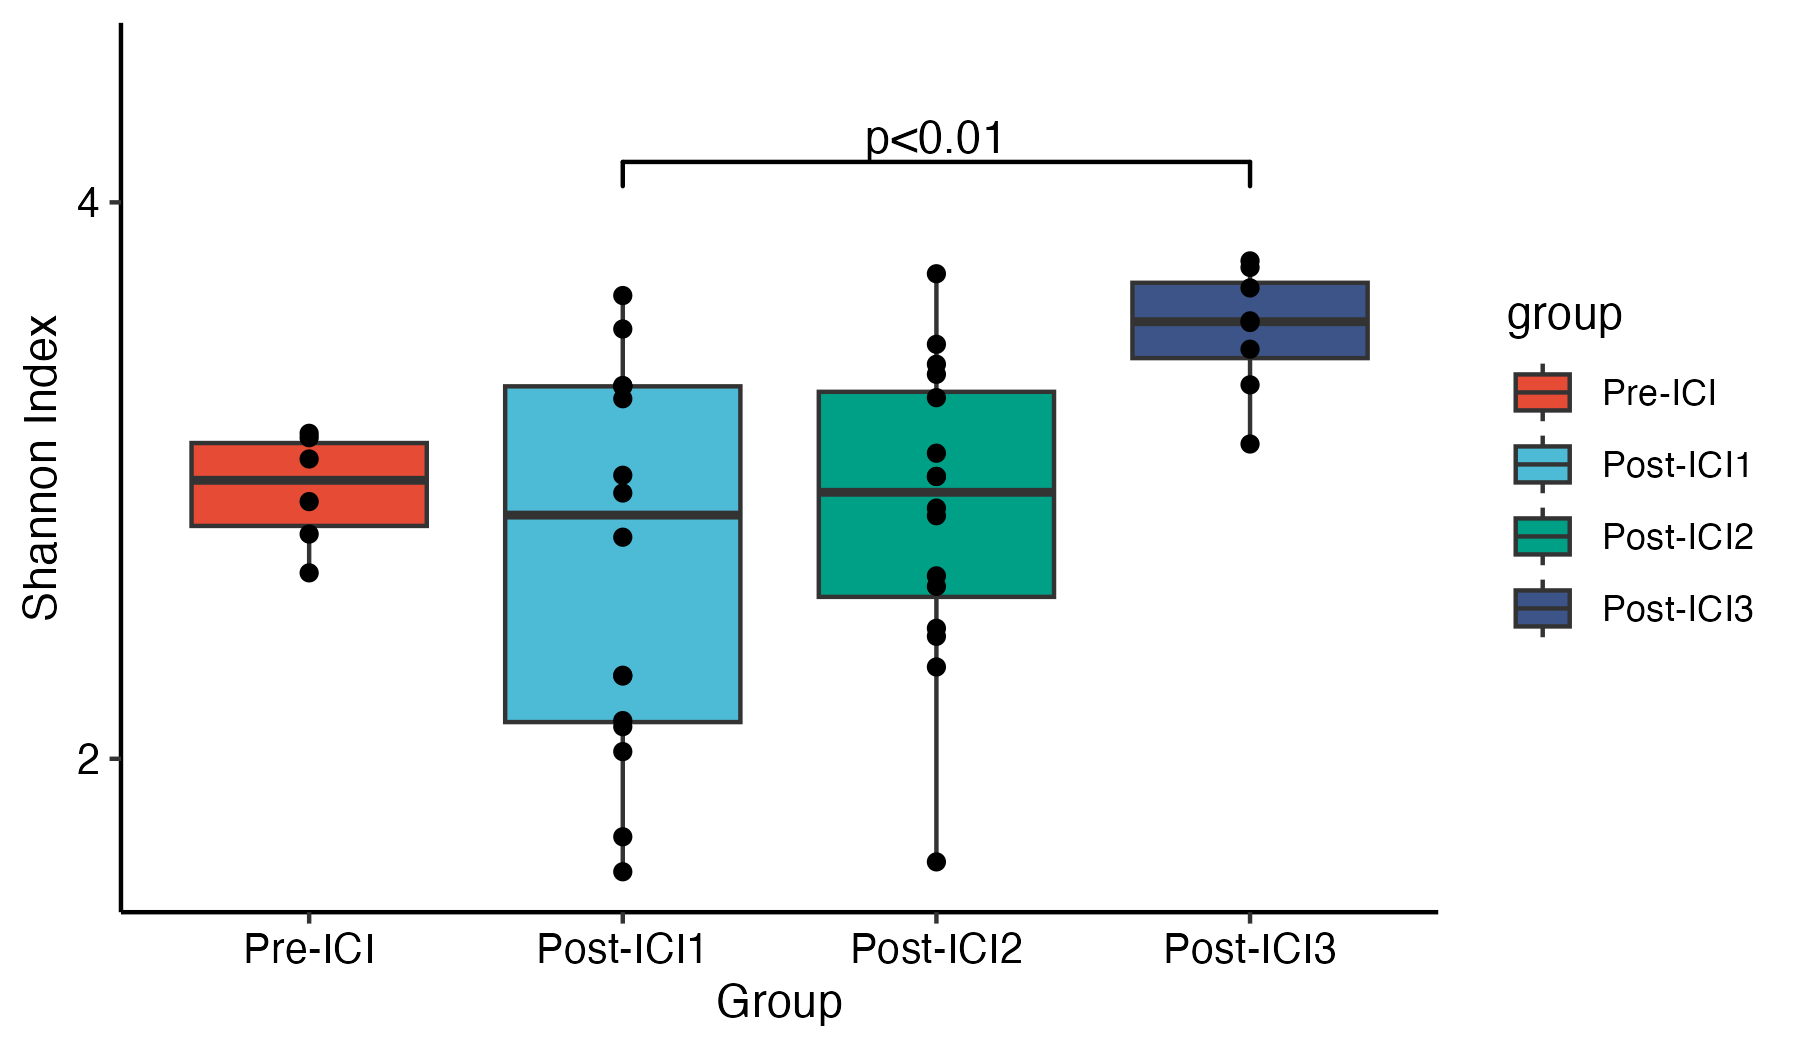 p<0.01
4
2
Shannon Index
Pre-ICI
Post-ICI1
Post-ICI2
Post-ICI3
Group
group
Pre-ICI
Post-ICI1
Post-ICI2
Post-ICI3